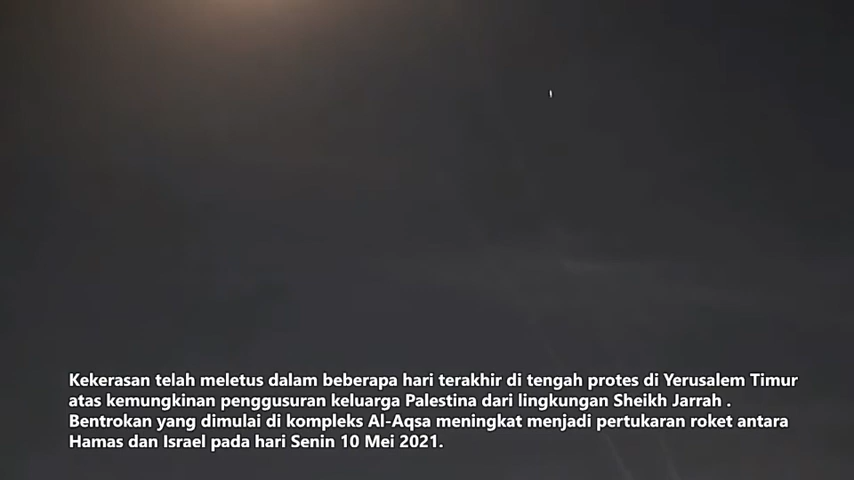 Kekerasan telah meletus dalam beberapa hari terakhir di tengah protes di Yerusalem Timur
atas kemungkinan penggusuran keluarga Palestina dari lingkungan Sheikh Jarrah .
Bentrokan yang dimulai di kompleks Al-Aqsa meningkat menjadi pertukaran roket antara
Hamas dan Israel pada hari Senin 10 Mei 2021.